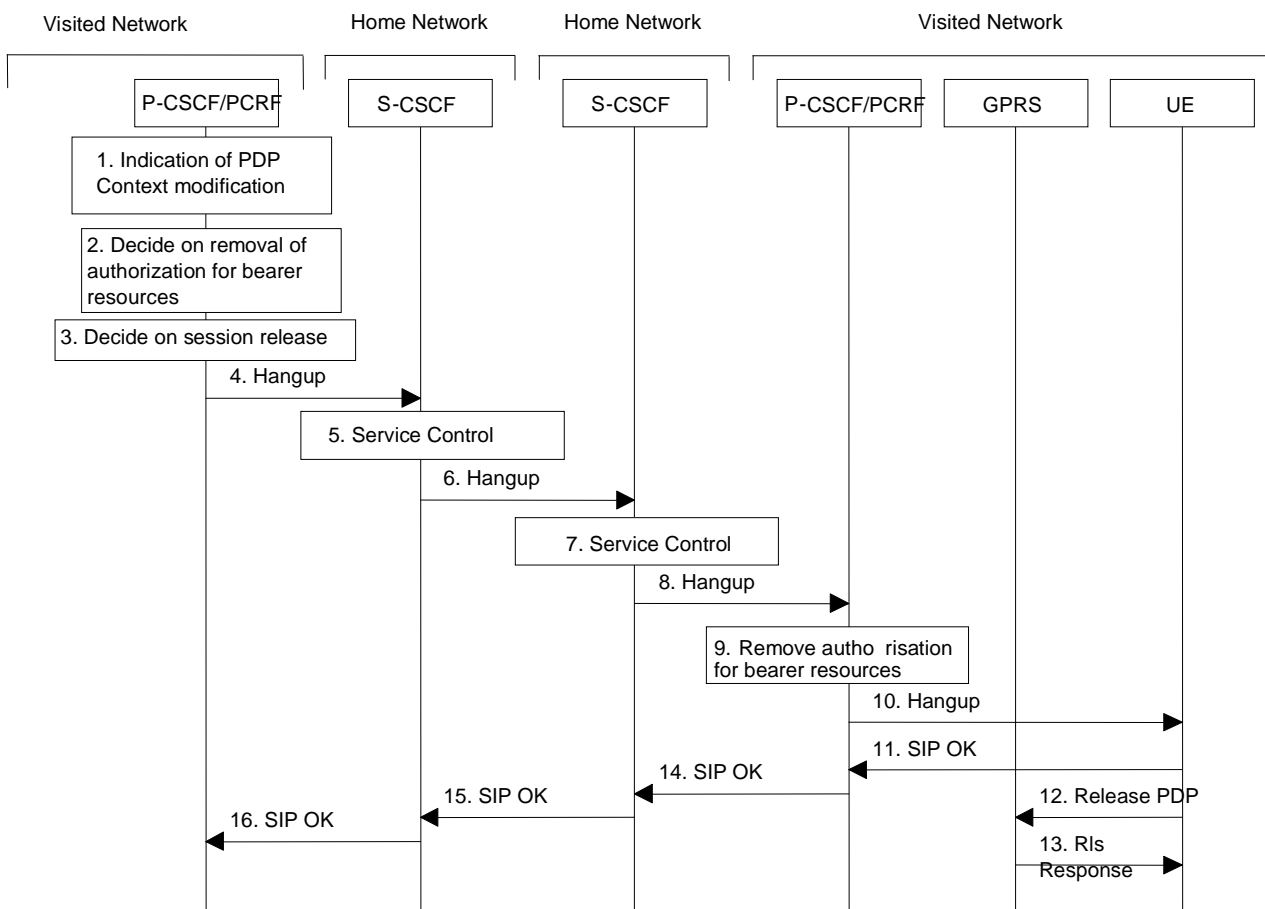 Visited Network
Home Network
Home Network
Visited Network
P-CSCF/PCRF
S-CSCF
S-CSCF
P-CSCF/PCRF
GPRS
UE
1. Indication of PDP
Context modification
2. Decide on removal of
authorization for bearer
resources
3. Decide on session release
4. Hangup
5. Service Control
6. Hangup
7. Service Control
8. Hangup
9. Remove autho risation
for bearer resources
10. Hangup
11. SIP OK
14. SIP OK
15. SIP OK
12. Release PDP
16. SIP OK
13. Rls
Response